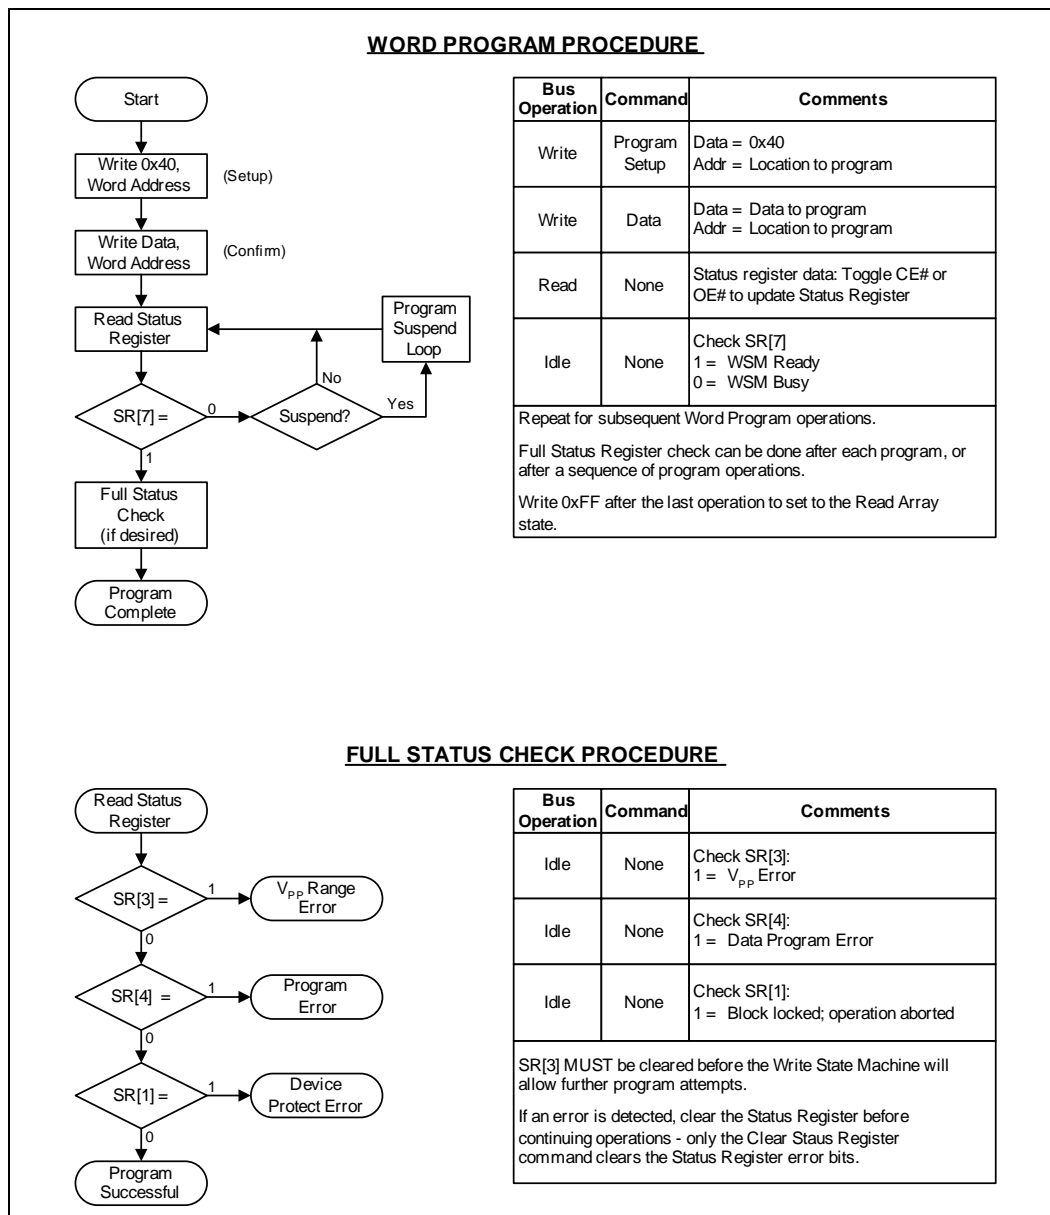 WORD PROGRAM PROCEDURE
Start
Write 0x40,
Word Address
(Setup)
Write Data,
Word Address
(Confirm)
Read Status
Register
Program
Suspend
Loop
No
Yes
SR[7] =
0
Suspend?
1
Full Status
Check
(if desired)
Program
Complete
Bus
Operation
Command
Comments
Write
Program
Setup
Data = 0x40
Addr = Location to program
Write
Data
Data = Data to program
Addr = Location to program
Read
None
Status register data: Toggle CE# or
OE# to update Status Register
Idle
None
Check SR[7]
1 = WSM Ready
0 = WSM Busy
Repeat for subsequent Word Program operations.
Full Status Register check can be done after each program, or
after a sequence of program operations.
Write 0xFF after the last operation to set to the Read Array
state.
FULL STATUS CHECK PROCEDURE
Read Status
Register
SR[3] =
1
VPP Range
Error
0
SR[4] =
1
Program
Error
0
SR[1] =
1
Device
Protect Error
0
Program
Successful
Bus
Operation
Command
Comments
Idle
None
Check SR[3]:
1 = VPP Error
Idle
None
Check SR[4]:
1 = Data Program Error
Idle
None
Check SR[1]:
1 = Block locked; operation aborted
SR[3] MUST be cleared before the Write State Machine will
allow further program attempts.
If an error is detected, clear the Status Register before
continuing operations - only the Clear Staus Register
command clears the Status Register error bits.